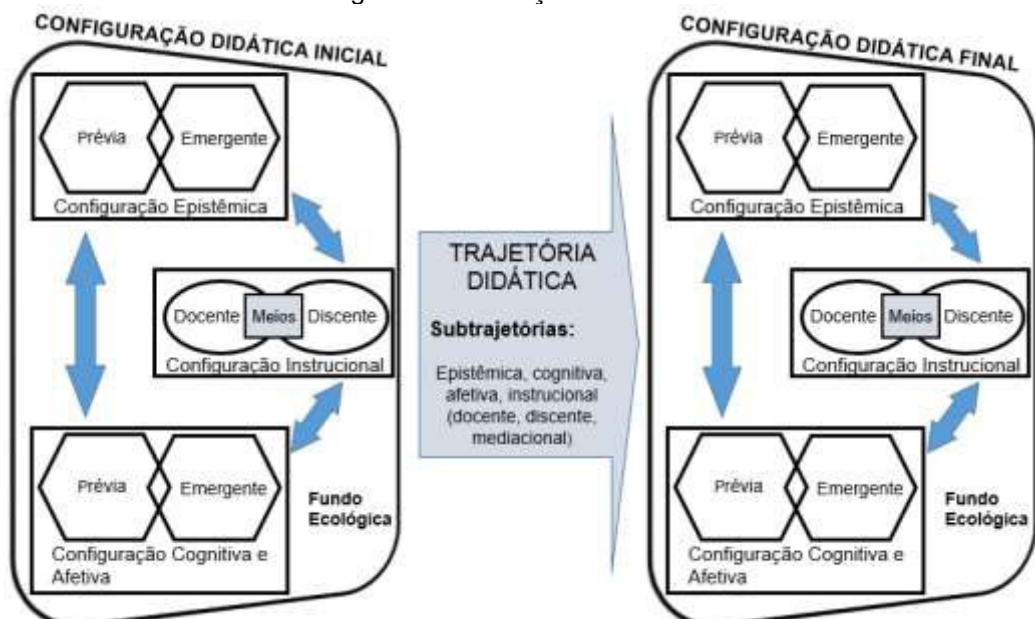 CONFIGURAÇÃO DIDÁTICA INICIAL
Prévia
Emergente
Configuração Epistêmica
Docente
Meios
Discente
Configuração Instrucional
Prévia
Emergente
Configuração Cognitiva e
Afetiva
Fundo
Ecológica
TRAJETÓRIA
DIDÁTICA
Subtrajetórias:
Epistêmica, cognitiva,
afetiva, instrucional
(docente, discente,
mediacional)
CONFIGURAÇÃO DIDÁTICA FINAL
Prévia
Emergente
Configuração Epistêmica
Docente
Meios
Discente
Configuração Instrucional
Prévia
Emergente
Configuração Cognitiva e
Afetiva
Fundo
Ecológica